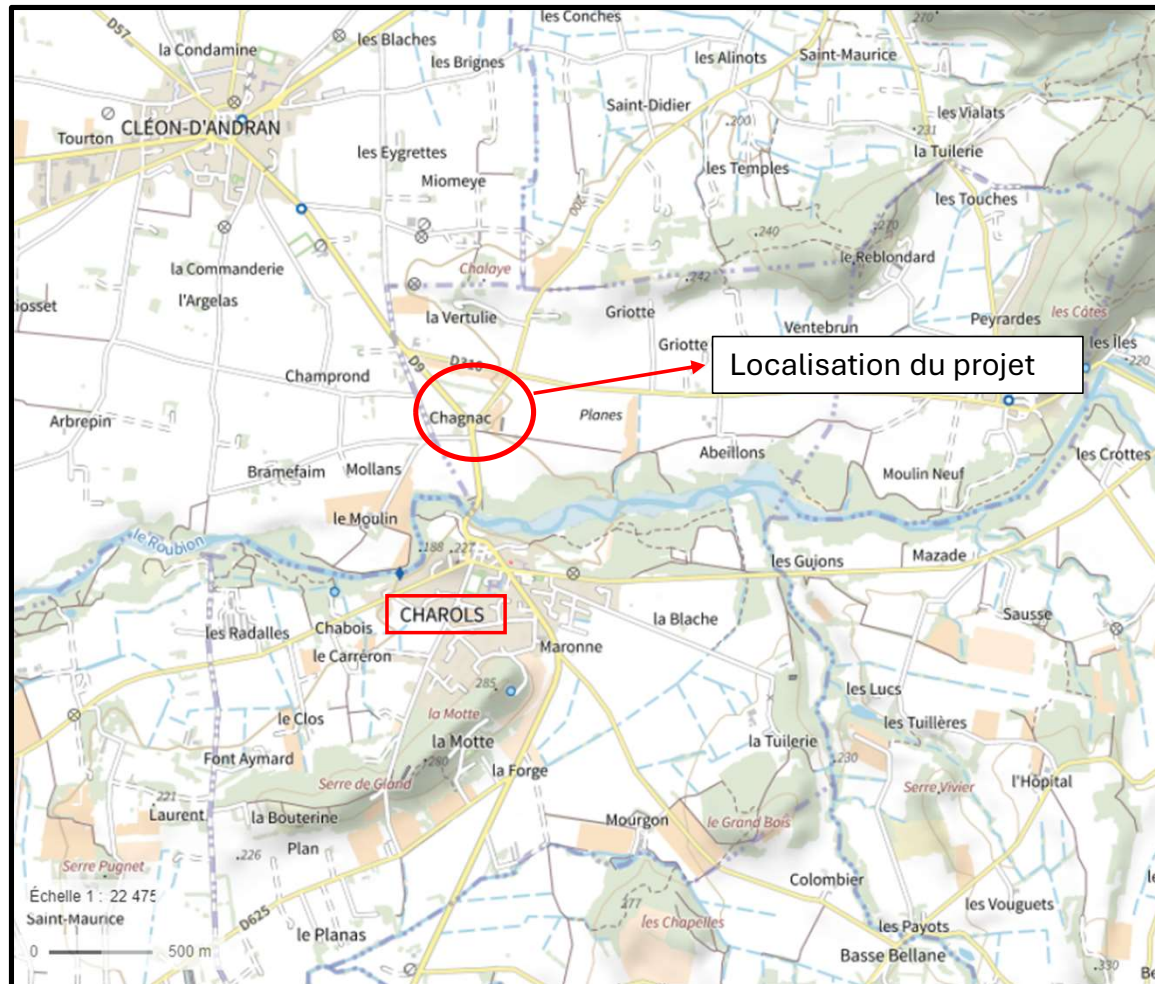 les Conches
270
D57
la Condamine
les Blaches
les Brignes
les Alinots
Saint-Maurice
Saint-Didier
les Vialats
Tourton
CLÉON-D'ANDRAN
200
231
les Eygrettes
la Tuilerie
Miomeye
les Temples
les Touches
200
240
270
le Reblondard
la Commanderie
Chalaye
242
l'Argelas
la Vertulie
Griotte
Ventebrun
Peyrardes
les Côtes
les Îles
Griotte
220
D9
D310
Localisation du projet
Champrond
Arbrepin
Chagnac
Planes
Bramefaim
Mollans
Abeillons
Moulin Neuf
les Crottes
le Moulin
le Roubion
188
227
les Gujons
Mazade
CHAROLS
la Blache
Sausse
les Radalles
Chabois
le Carréron
Maronne
285
les Lucs
le Clos
la Motte
les Tuillères
la Motte
la Tuilerie
Font Aymard
280
la Forge
230
Serre de Gland
Serre Vivier
l'Hôpital
221
Laurent
la Bouterine
Mourgon
le Grand Bois
Plan
226
Serre Pugnet
Colombier
Échelle 1 : 22 475
277
les Chapelles
les Vouguets
Saint-Maurice
D625
le Planas
les Payots
0
500 m
Basse Bellane
330
Be